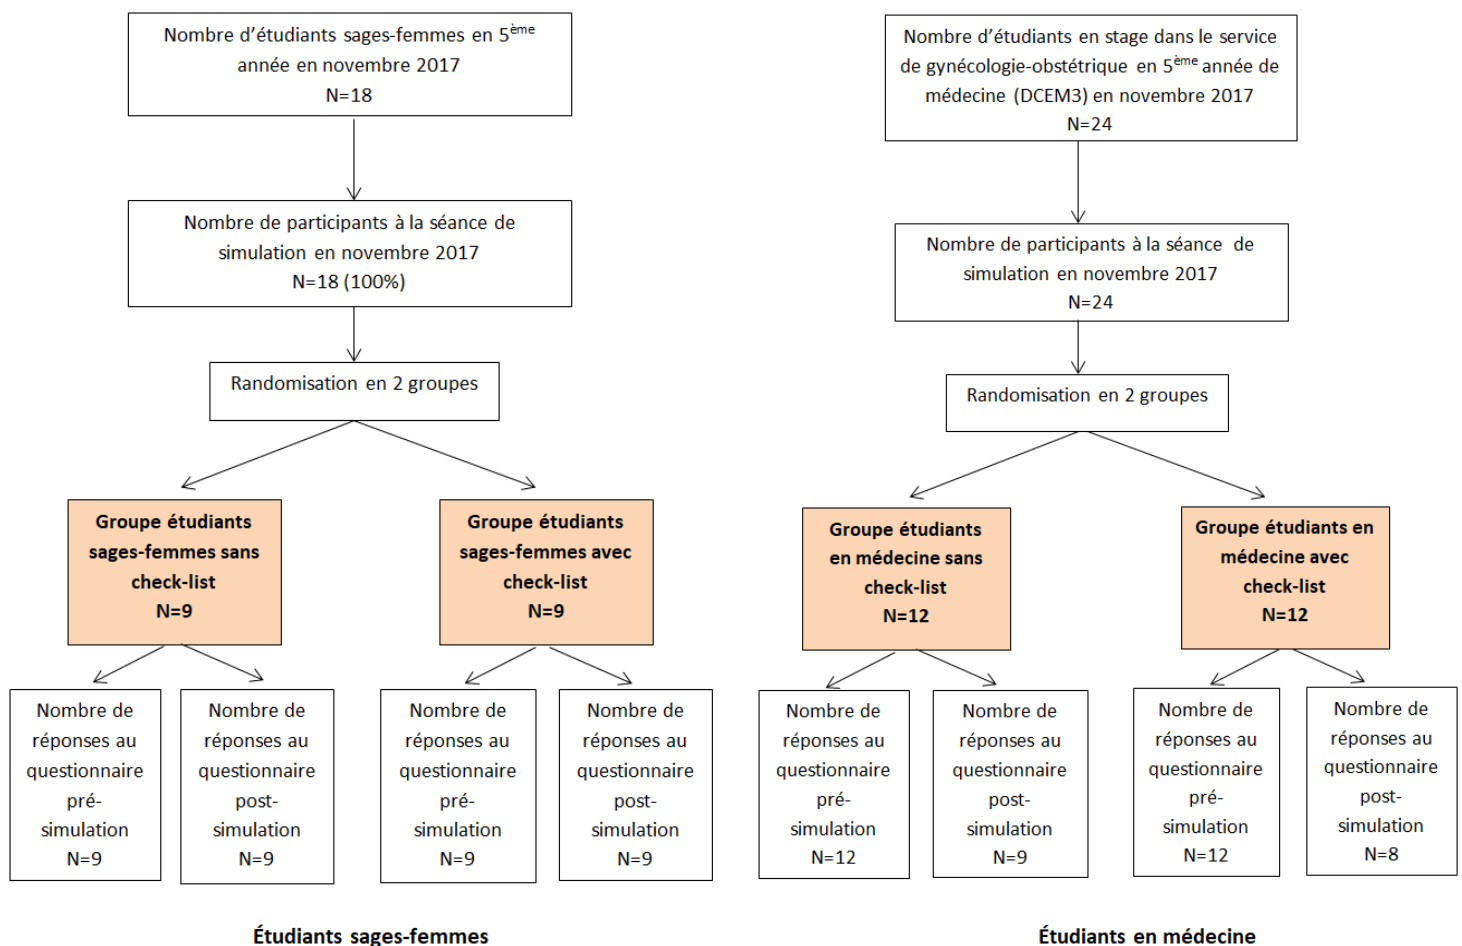 Nombre d'étudiants sages-femmes en 5ème
année en novembre 2017
N=18
Nombre de participants à la séance de
simulation en novembre 2017
N=18 (100%)
Randomisation en 2 groupes
Groupe étudiants
sages-femmes sans
check-list
N=9
Groupe étudiants
sages-femmes avec
check-list
N=9
Nombre de
réponses au
questionnaire
pré-
simulation
N=9
Nombre de
réponses au
questionnaire
post-
simulation
N=9
Nombre de
réponses au
questionnaire
pré-
simulation
N=9
Nombre de
réponses au
questionnaire
post-
simulation
N=9
Étudiants sages-femmes
Nombre d'étudiants en stage dans le service
de gynécologie-obstétrique en 5ème année de
médecine (DCEM3) en novembre 2017
N=24
Nombre de participants à la séance de
simulation en novembre 2017
N=24
Randomisation en 2 groupes
Groupe étudiants
en médecine sans
check-list
N=12
Groupe étudiants en
médecine avec
check-list
N=12
Nombre de
réponses au
questionnaire
pré-
simulation
N=12
Nombre de
réponses au
questionnaire
post-
simulation
N=9
Nombre de
réponses au
questionnaire
pré-
simulation
N=12
Nombre de
réponses au
questionnaire
post-
simulation
N=8
Étudiants en médecine